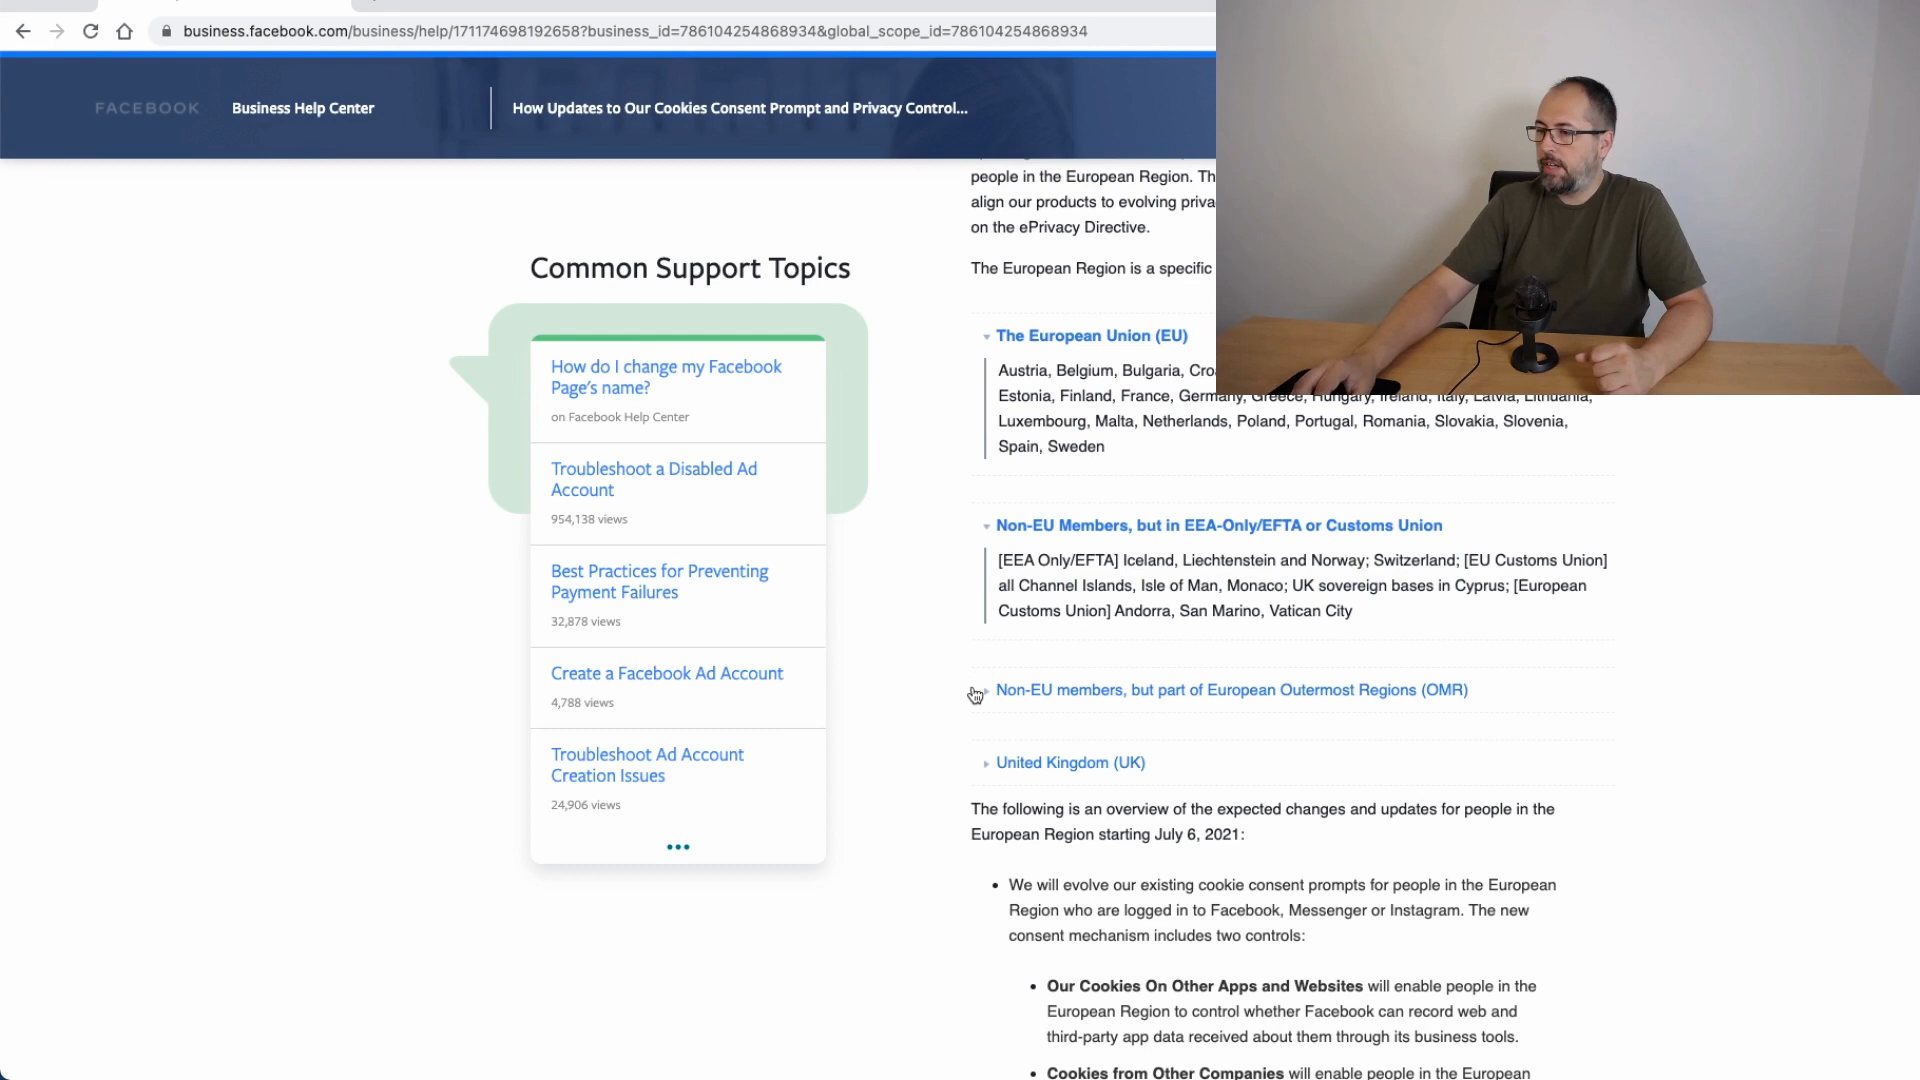 business.facebook.com/business/help/171174698192658?business_id=786104254868934&global_scope_id=786104254868934
FACEBOOK
Business Help Center
How Updates to Our Cookies Consent Prompt and Privacy Control...
Common Support Topics
How do I change my Facebook
Page's name?
on Facebook Help Center
Troubleshoot a Disabled Ad
Account
954,138 views
Best Practices for Preventing
Payment Failures
32,878 views
Create a Facebook Ad Account
4,788 views
Troubleshoot Ad Account
Creation Issues
24,906 views
people in the European Region. Th
align our products to evolving priva
on the ePrivacy Directive.
The European Region is a specific
The European Union (EU)
Austria, Belgium, Bulgaria, Cro
Estonia, Finland, France, Germany, Greece, Hungary, Ireland, Italy, Latvia, Lithuania,
Luxembourg, Malta, Netherlands, Poland, Portugal, Romania, Slovakia, Slovenia,
Spain, Sweden
Non-EU Members, but in EEA-Only/EFTA or Customs Union
[EEA Only/EFTA] Iceland, Liechtenstein and Norway; Switzerland; [EU Customs Union]
all Channel Islands, Isle of Man, Monaco; UK sovereign bases in Cyprus; [European
Customs Union] Andorra, San Marino, Vatican City
Non-EU members, but part of European Outermost Regions (OMR)
United Kingdom (UK)
The following is an overview of the expected changes and updates for people in the
European Region starting July 6, 2021:
• We will evolve our existing cookie consent prompts for people in the European
Region who are logged in to Facebook, Messenger or Instagram. The new
consent mechanism includes two controls:
• Our Cookies On Other Apps and Websites will enable people in the
European Region to control whether Facebook can record web and
third-party app data received about them through its business tools.
• Cookies from Other Companies will enable people in the European